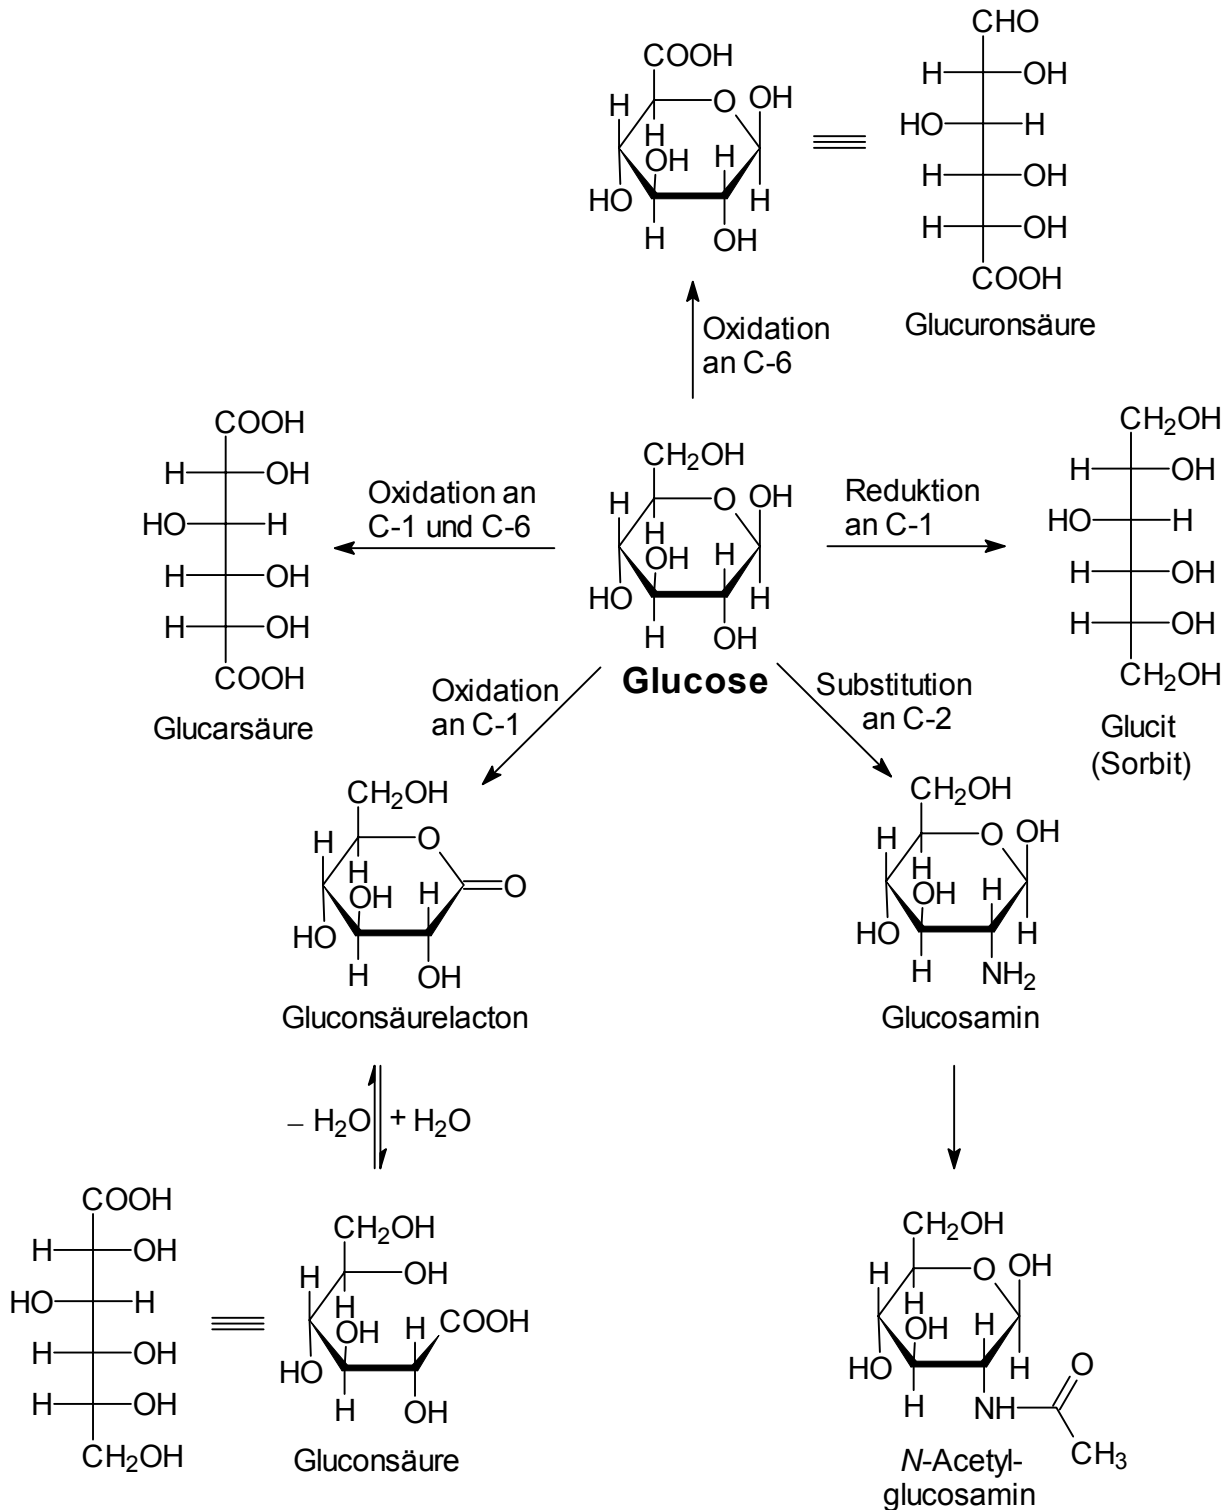 COOH
H
O
OH
H
OH
H
HO
H
H
OH
CHO
H
OH
HO
H
H
OH
H
OH
COOH
Glucuronsäure
Oxidation
an C-6
COOH
H
OH
HO
H
H
OH
H
OH
COOH
Glucarsäure
Oxidation an
C-1 und C-6
CH2OH
H
O
OH
H
OH
H
HO
H
H
OH
Glucose
Reduktion
an C-1
CH2OH
H
OH
HO
H
H
OH
H
OH
CH2OH
Glucit
(Sorbit)
Oxidation
an C-1
Substitution
an C-2
CH2OH
H
O
H
OH
H
O
HO
H
OH
Gluconsäurelacton
CH2OH
H
O
OH
H
OH
H
HO
H
H
NH2
Glucosamin
– H2O
+ H2O
COOH
H
OH
HO
H
H
OH
H
OH
CH2OH
CH2OH
H
OH
H
OH
H
COOH
HO
H
OH
Gluconsäure
CH2OH
H
O
OH
H
OH
H
HO
H
H
NH
O
CH3
N-Acetyl-
glucosamin